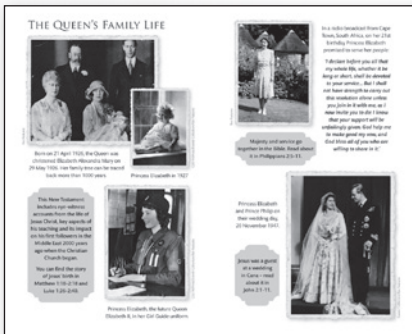 THE QUEEN'S FAMILY LIFE
Born on 21 April 1926, the Queen was
christened Elizabeth Alexandra Mary on
29 May 1926. Her family tree can be traced
back more than 1000 years.
Princess Elizabeth in 1927
This New Testament
includes eye-witness
accounts from the life of
Jesus Christ, key aspects of
his teaching and its impact
on his first followers in the
Middle East 2000 years
ago when the Christian
Church began.
You can find the story
of Jesus' birth in
Matthew 1:18–2:18 and
Luke 1:26–2:40.
Princess Elizabeth, the future Queen
Elizabeth II, in her Girl Guide uniform
In a radio broadcast from Cape
Town, South Africa, on her 21st
birthday Princess Elizabeth
promised to serve her people:
'I declare before you all that
my whole life, whether it be
long or short, shall be devoted
to your service... But I shall
not have strength to carry out
this resolution alone unless
you join in it with me, as I
now invite you to do: I know
that your support will be
unfailingly given. God help me
to make good my vow, and
God bless all of you who are
willing to share in it.'
Majesty and service go
together in the Bible. Read about
it in Philippians 2:5–11.
Princess Elizabeth
and Prince Philip on
their wedding day,
20 November 1947.
Jesus was a guest
at a wedding
in Cana – read
about it in
John 2:1–11.